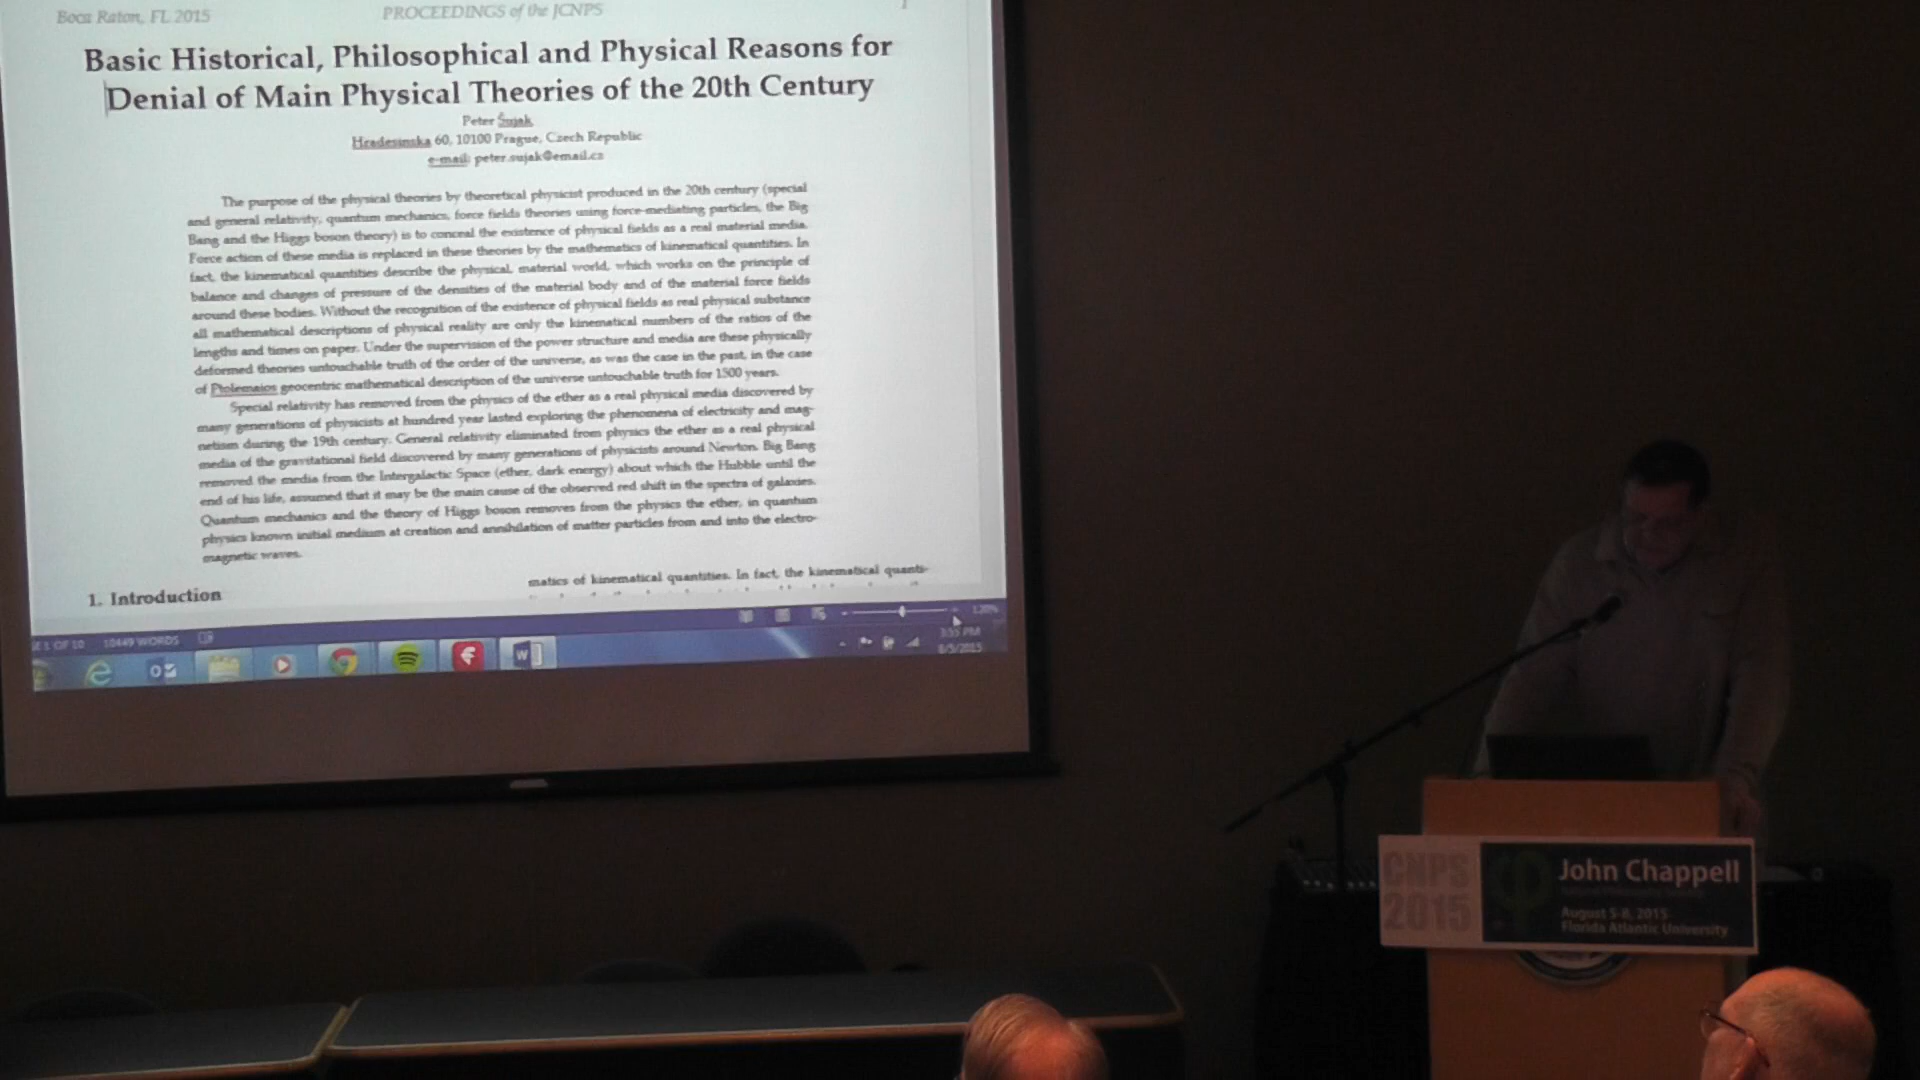 Boca Raton, FL 2015
PROCEEDINGS of the JCNPS
1
Basic Historical, Philosophical and Physical Reasons for
Denial of Main Physical Theories of the 20th Century
Peter Šujak
Hradesinska 60, 10100 Prague, Czech Republic
e-mail: peter.sujak@email.cz
The purpose of the physical theories by theoretical physicist produced in the 20th century (special
and general relativity, quantum mechanics, force fields theories using force-mediating particles, the Big
Bang and the Higgs boson theory) is to conceal the existence of physical fields as a real material media.
Force action of these media is replaced in these theories by the mathematics of kinematical quantities. In
fact, the kinematical quantities describe the physical, material world, which works on the principle of
balance and changes of pressure of the densities of the material body and of the material force fields
around these bodies. Without the recognition of the existence of physical fields as real physical substance
all mathematical descriptions of physical reality are only the kinematical numbers of the ratios of the
lengths and times on paper. Under the supervision of the power structure and media are these physically
deformed theories untouchable truth of the order of the universe, as was the case in the past, in the case
of Ptolemaios geocentric mathematical description of the universe untouchable truth for 1500 years.
Special relativity has removed from the physics of the ether as a real physical media discovered by
many generations of physicists at hundred year lasted exploring the phenomena of electricity and mag-
netism during the 19th century. General relativity eliminated from physics the ether as a real physical
media of the gravitational field discovered by many generations of physicists around Newton. Big Bang
removed the media from the Intergalactic Space (ether, dark energy) about which the Hubble until the
end of his life, assumed that it may be the main cause of the observed red shift in the spectra of galaxies.
Quantum mechanics and the theory of Higgs boson removes from the physics the ether, in quantum
physics known initial medium at creation and annihilation of matter particles from and into the electro-
magnetic waves.
1. Introduction
matics of kinematical quantities. In fact, the kinematical quanti-
1 OF 10 10449 WORDS
120%
3:55 PM
8/5/2015
CNPS
2015
John Chappell
August 5-8, 2015
Florida Atlantic University